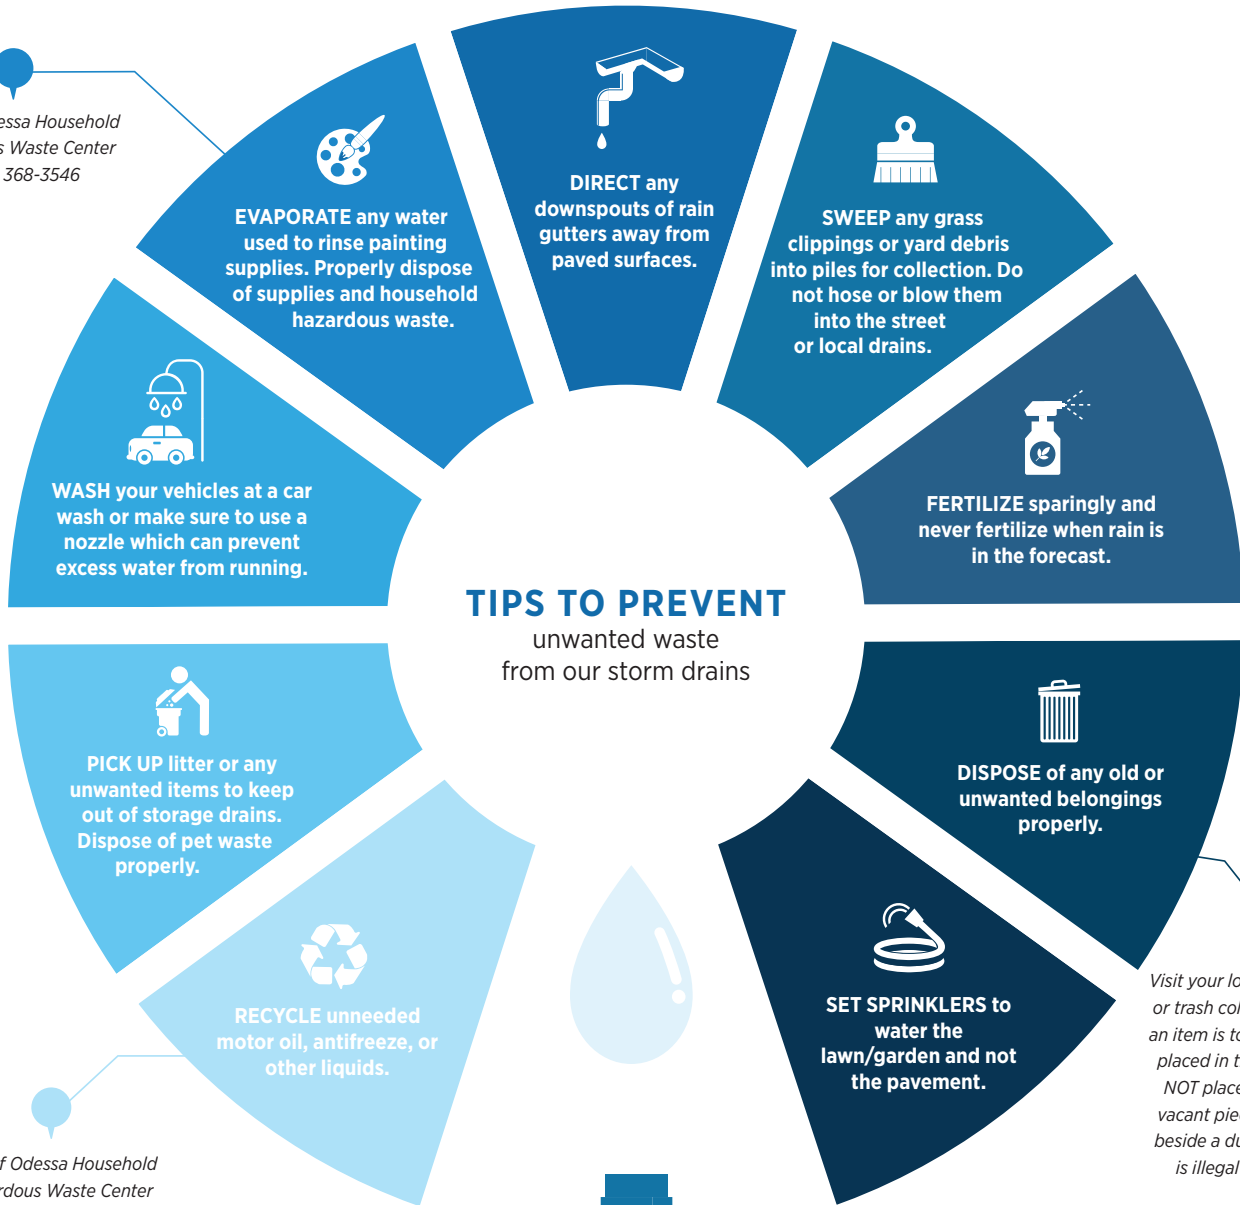 essa Household
Waste Center
368-3546
EVAPORATE any water
used to rinse painting
supplies. Properly dispose
of supplies and household
hazardous waste.
DIRECT any
downspouts of rain
gutters away from
paved surfaces.
SWEEP any grass
clippings or yard debris
into piles for collection. Do
not hose or blow them
into the street
or local drains.
WASH your vehicles at a car
wash or make sure to use a
nozzle which can prevent
excess water from running.
FERTILIZE sparingly and
never fertilize when rain is
in the forecast.
TIPS TO PREVENT
unwanted waste
from our storm drains
PICK UP litter or any
unwanted items to keep
out of storage drains.
Dispose of pet waste
properly.
DISPOSE of any old or
unwanted belongings
properly.
RECYCLE unneeded
motor oil, antifreeze, or
other liquids.
SET SPRINKLERS to
water the
lawn/garden and not
the pavement.
Visit your lo
or trash col
an item is to
placed in t
NOT place
vacant pie
beside a du
is illegal
f Odessa Household
rdous Waste Center